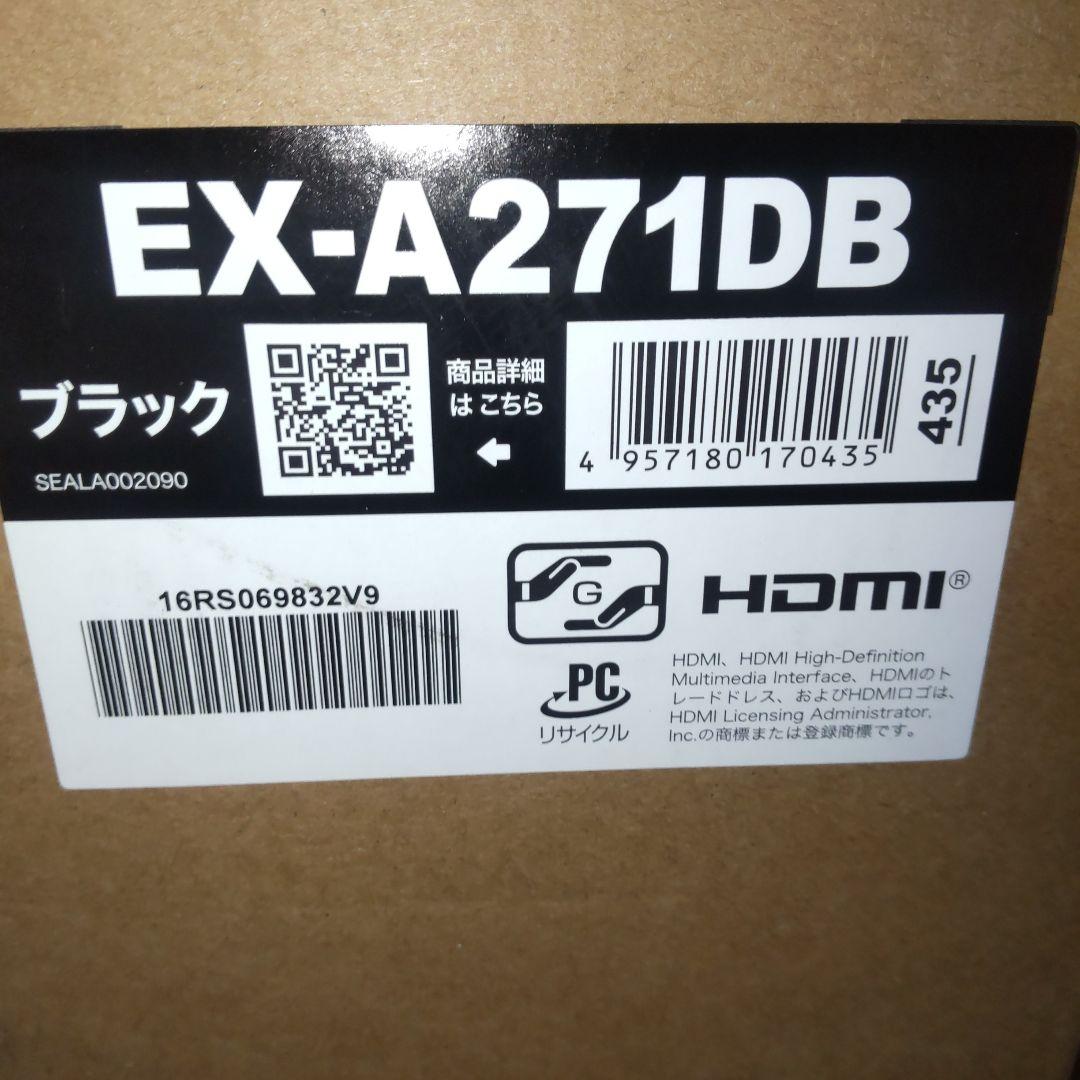 EX-A271DB
ブラック
SEALA002090
商品詳細
は こちら
4 957180 170435
435
16RS069832V9
G
PC
リサイクル
HDMI®
HDMI、HDMI High-Definition
Multimedia Interface、HDMIのト
レードドレス、およびHDMIロゴは、
HDMI Licensing Administrator,
Inc.の商標または登録商標です。